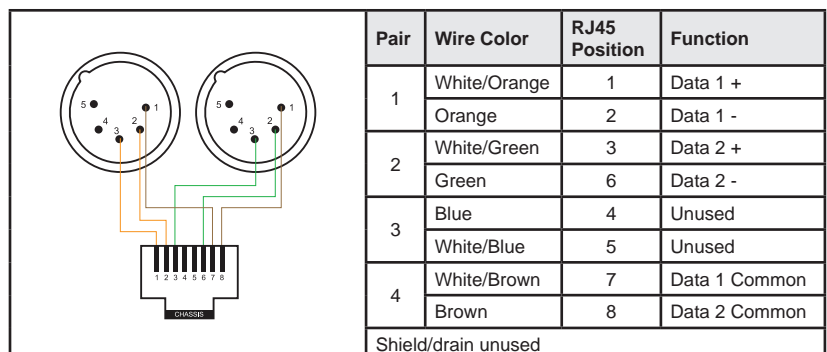 5 1
4 2
3
5 1
4 2
3
1 2 3 4 5 6 7 8
CHASSIS
Pair Wire Color RJ45 Position Function
1 White/Orange 1 Data 1 +
Orange 2 Data 1 -
2 White/Green 3 Data 2 +
Green 6 Data 2 -
3 Blue 4 Unused
White/Blue 5 Unused
4 White/Brown 7 Data 1 Common
Brown 8 Data 2 Common
Shield/drain unused